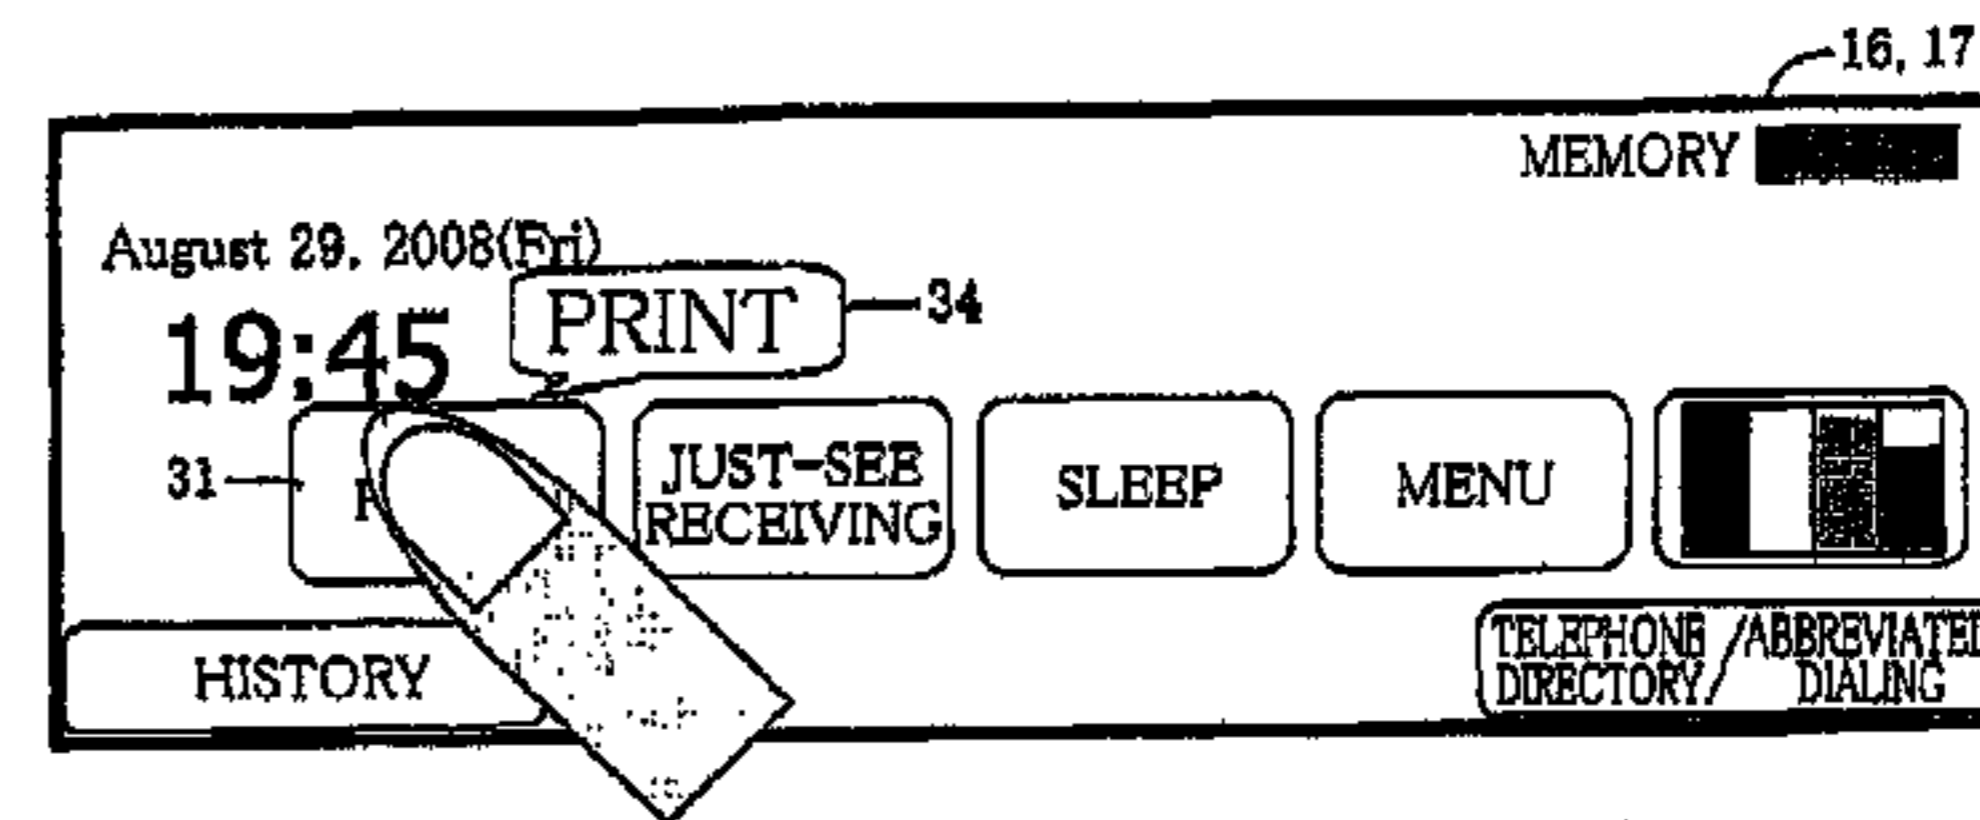 16, 17
MEMORY
August 29, 2008(Fri)
PRINT
34
19:45
31
JUST-SEE
RECEIVING
SLEEP
MENU
HISTORY
TELEPHONE /ABBREVIATED
DIRECTORY/ DIALING